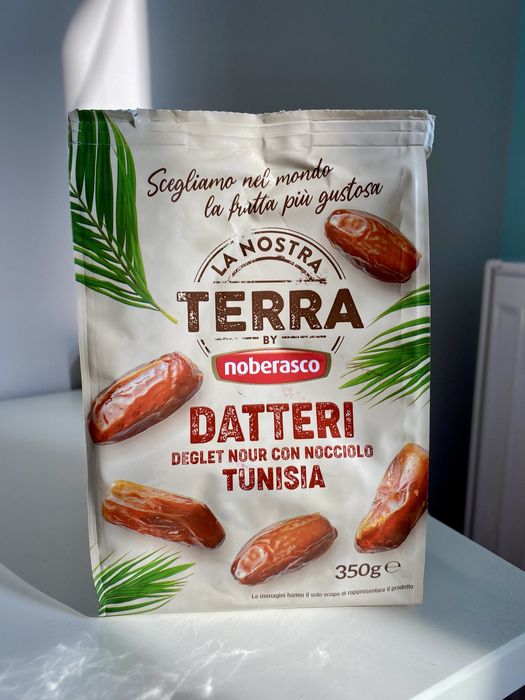 Scegliamo nel mondo
la frutta più gustosa
LA NOSTRA
TERRA
BY
noberasco
DATTERI
DEGLET NOUR CON NOCCIOLO
TUNISIA
350g e
Le immagini hanno il solo scopo di rappresentare il prodotto